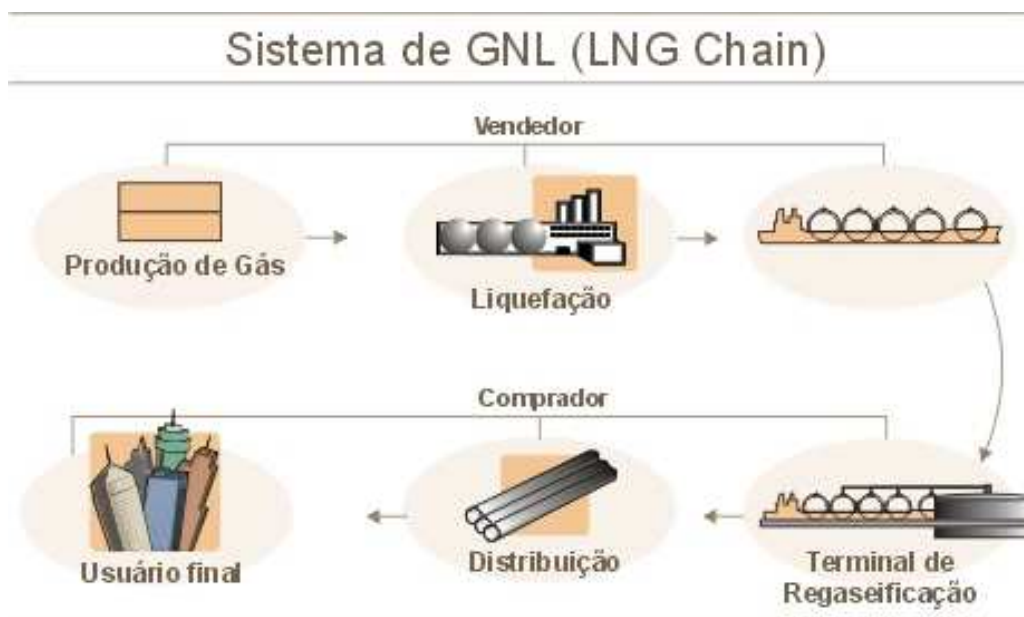 Sistema de GNL (LNG Chain)
Vendedor
Produção de Gás
Liquefação
Comprador
Usuário final
Distribuição
Terminal de
Regaseificação